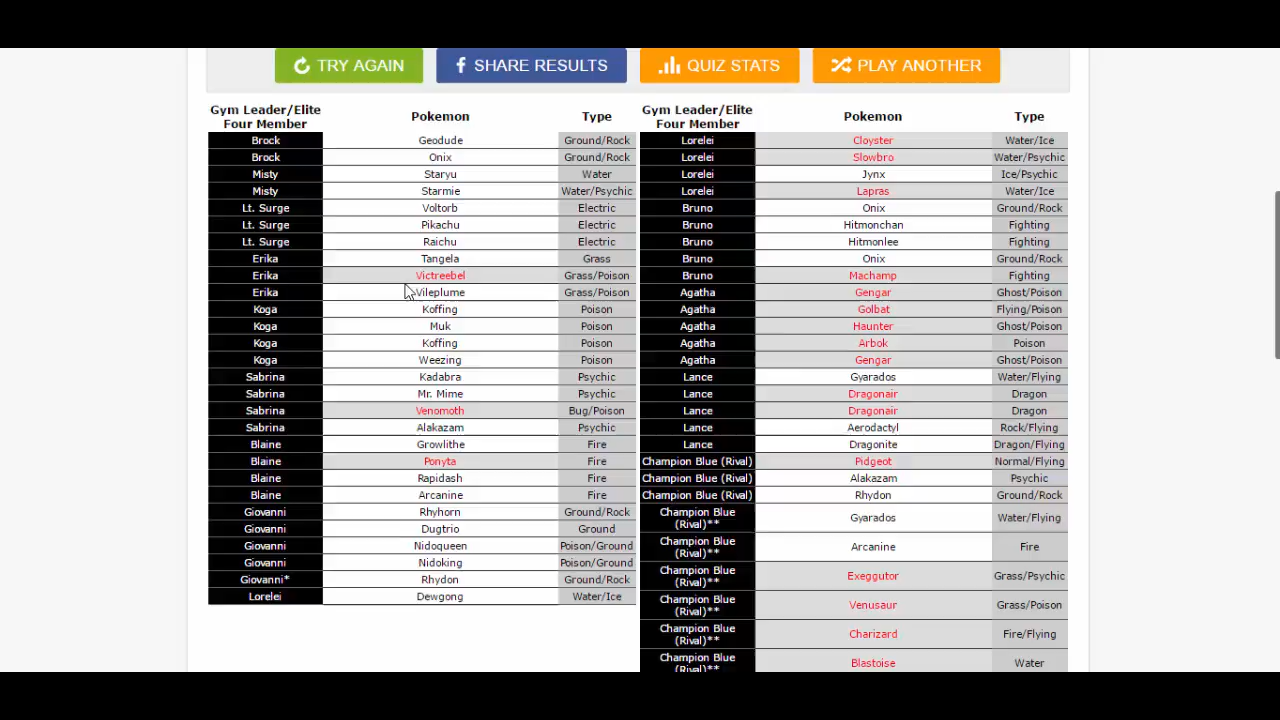 TRY AGAIN
SHARE RESULTS
QUIZ STATS
PLAY ANOTHER
Gym Leader/Elite Four Member Pokemon Type
Brock Geodude Ground/Rock
Brock Onix Ground/Rock
Misty Staryu Water
Misty Starmie Water/Psychic
Lt. Surge Voltorb Electric
Lt. Surge Pikachu Electric
Lt. Surge Raichu Electric
Erika Tangela Grass
Erika Victreebel Grass/Poison
Erika Vileplume Grass/Poison
Koga Koffing Poison
Koga Muk Poison
Koga Koffing Poison
Koga Weezing Poison
Sabrina Kadabra Psychic
Sabrina Mr. Mime Psychic
Sabrina Venomoth Bug/Poison
Sabrina Alakazam Psychic
Blaine Growlithe Fire
Blaine Ponyta Fire
Blaine Rapidash Fire
Blaine Arcanine Fire
Giovanni Rhyhorn Ground/Rock
Giovanni Dugtrio Ground
Giovanni Nidoqueen Poison/Ground
Giovanni Nidoking Poison/Ground
Giovanni* Rhydon Ground/Rock
Lorelei Dewgong Water/Ice
Gym Leader/Elite Four Member Pokemon Type
Lorelei Cloyster Water/Ice
Lorelei Slowbro Water/Psychic
Lorelei Jynx Ice/Psychic
Lorelei Lapras Water/Ice
Bruno Onix Ground/Rock
Bruno Hitmonchan Fighting
Bruno Hitmonlee Fighting
Bruno Onix Ground/Rock
Bruno Machamp Fighting
Agatha Gengar Ghost/Poison
Agatha Golbat Flying/Poison
Agatha Haunter Ghost/Poison
Agatha Arbok Poison
Agatha Gengar Ghost/Poison
Lance Gyarados Water/Flying
Lance Dragonair Dragon
Lance Dragonair Dragon
Lance Aerodactyl Rock/Flying
Lance Dragonite Dragon/Flying
Champion Blue (Rival) Pidgeot Normal/Flying
Champion Blue (Rival) Alakazam Psychic
Champion Blue (Rival) Rhydon Ground/Rock
Champion Blue (Rival)** Gyarados Water/Flying
Champion Blue (Rival)** Arcanine Fire
Champion Blue (Rival)** Exeggutor Grass/Psychic
Champion Blue (Rival)** Venusaur Grass/Poison
Champion Blue (Rival)** Charizard Fire/Flying
Champion Blue (Rival)** Blastoise Water